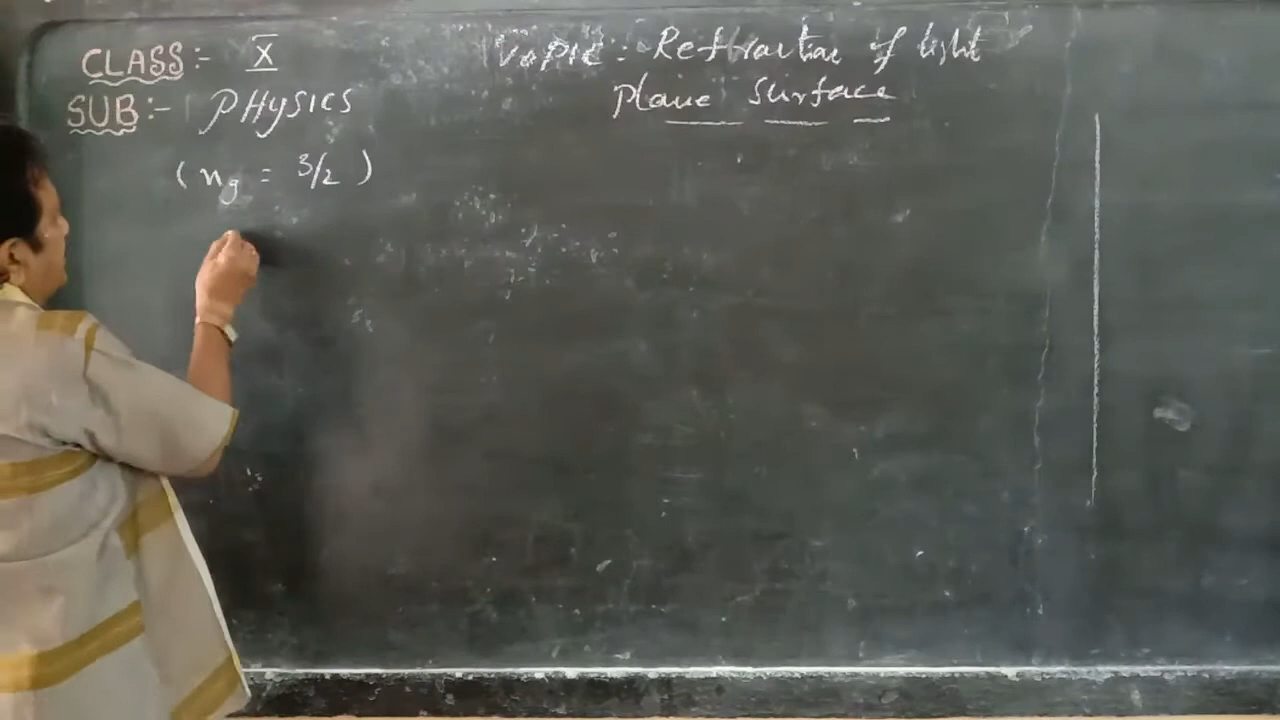 CLASS:- X
SUB:- PHYSICS
Topic:- Refraction of light
plane surface
(ng = 3/2)